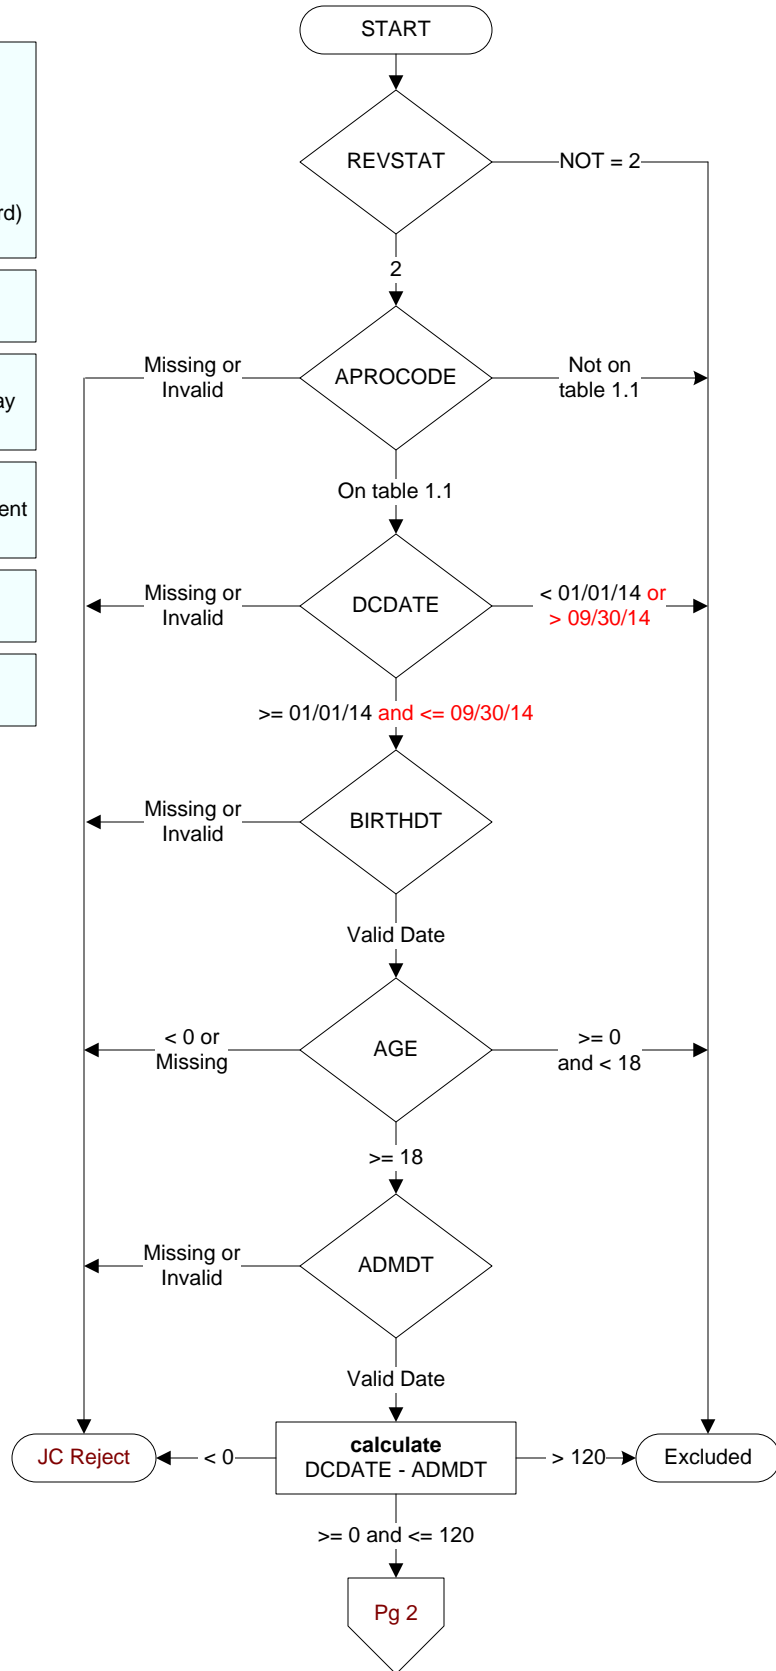 START
REVSTAT
NOT = 2
rd)
2
Missing or
Invalid
APROCODE
Not on
table 1.1
ay
On table 1.1
ent
Missing or
Invalid
DCDATE
< 01/01/14 or
> 09/30/14
>= 01/01/14 and <= 09/30/14
Missing or
Invalid
BIRTHDT
Valid Date
< 0 or
Missing
AGE
>= 0
and < 18
>= 18
Missing or
Invalid
ADMDT
Valid Date
JC Reject
< 0
calculate
DCDATE - ADMDT
> 120
Excluded
>= 0 and <= 120
Pg 2